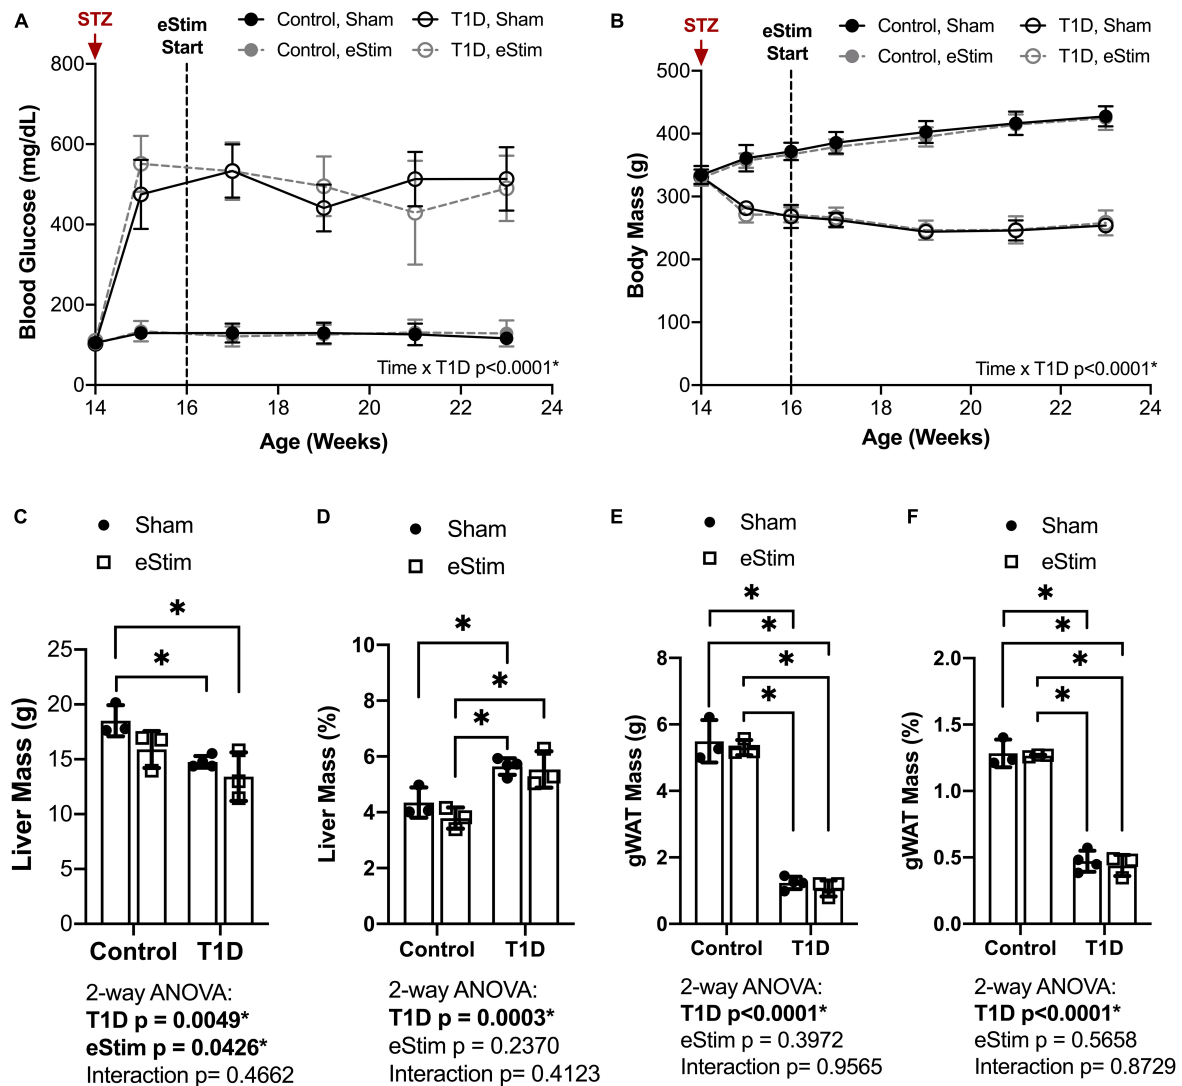 A
STZ
eStim
Start
Control, Sham
T1D, Sham
Control, eStim
T1D, eStim
Blood Glucose (mg/dL)
800
600
400
200
0
Time x T1D p<0.0001*
14
16
18
20
22
24
Age (Weeks)
B
STZ
eStim
Start
Control, Sham
T1D, Sham
Control, eStim
T1D, eStim
Body Mass (g)
500
400
300
200
100
0
Time x T1D p<0.0001*
14
16
18
20
22
24
Age (Weeks)
C
Sham
eStim
*
*
Liver Mass (g)
25
20
15
10
5
0
Control
T1D
2-way ANOVA:
T1D p = 0.0049*
eStim p = 0.0426*
Interaction p= 0.4662
D
Sham
eStim
*
*
*
Liver Mass (%)
10
8
6
4
2
0
Control
T1D
2-way ANOVA:
T1D p = 0.0003*
eStim p = 0.2370
Interaction p= 0.4123
E
Sham
eStim
*
*
*
*
gWAT Mass (g)
8
6
4
2
0
Control
T1D
2-way ANOVA:
T1D p<0.0001*
eStim p = 0.3972
Interaction p= 0.9565
F
Sham
eStim
*
*
*
*
gWAT Mass (%)
2.0
1.5
1.0
0.5
0.0
Control
T1D
2-way ANOVA:
T1D p<0.0001*
eStim p = 0.5658
Interaction p= 0.8729